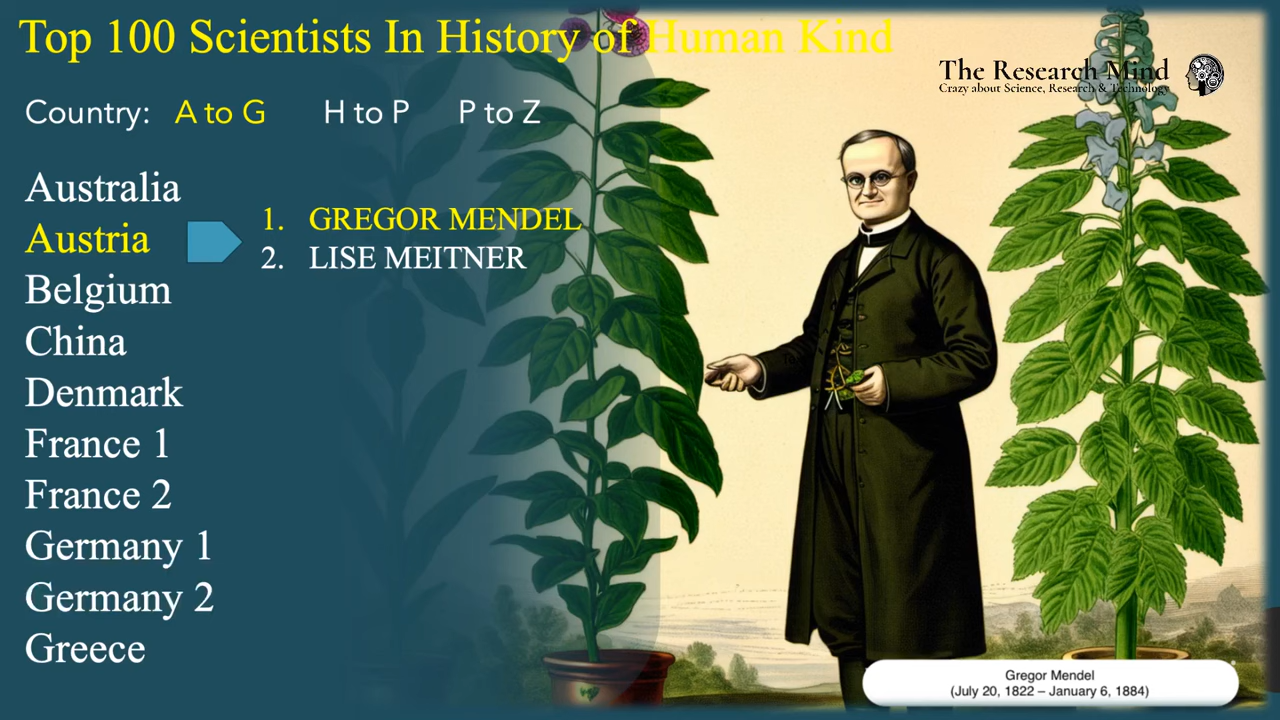 Top 100 Scientists In History of Human Kind
The Research Mind
Crazy about Science, Research & Technology
Country: A to G H to P P to Z
Australia
Austria
1. GREGOR MENDEL
2. LISE MEITNER
Belgium
China
Denmark
France 1
France 2
Germany 1
Germany 2
Greece
Gregor Mendel
(July 20, 1822 – January 6, 1884)